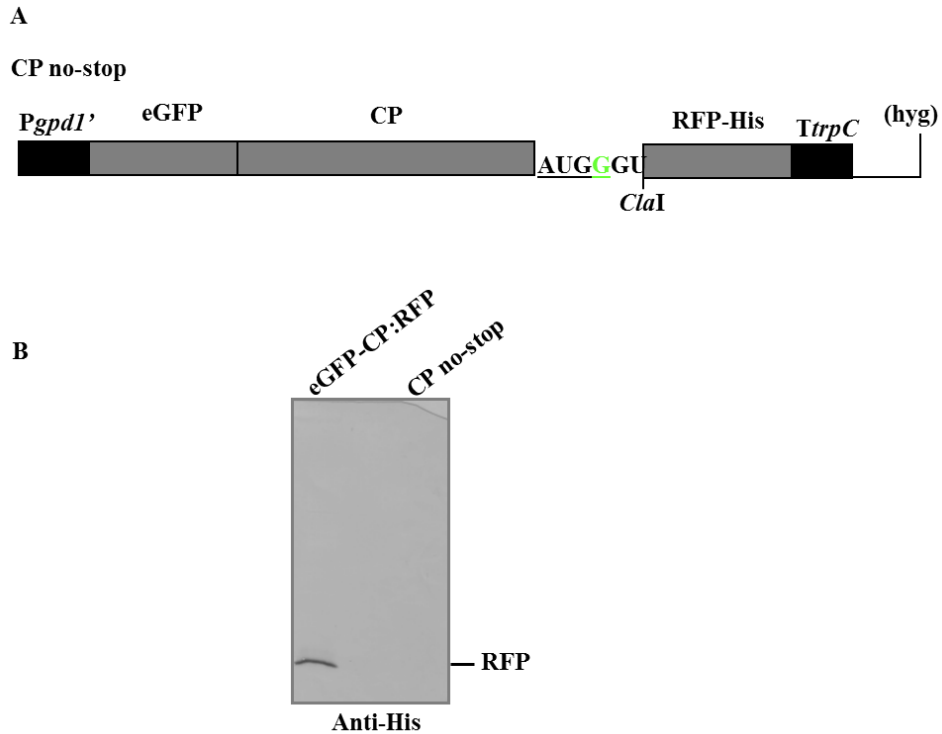 A
CP no-stop
Pgpd1’ eGFP CP RFP-His TtrpC (hyg)
AUGGGU
ClaI
B
eGFP-CP:RFP CP no-stop
RFP
Anti-His